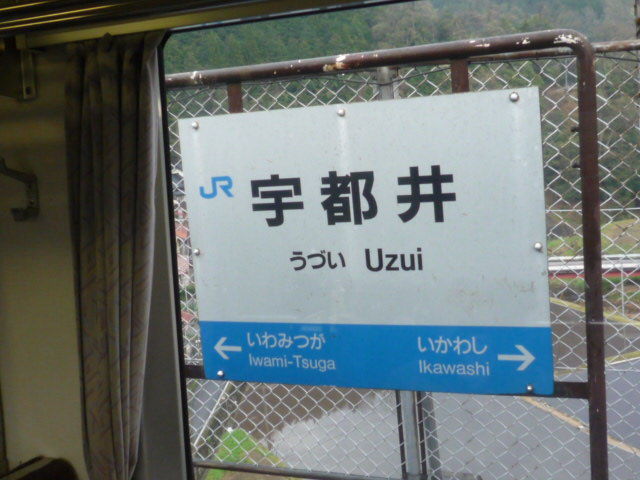 JR 宇都井
うづい Uzui
← いわみつが いかわし →
Iwami-Tsuga Ikawashi